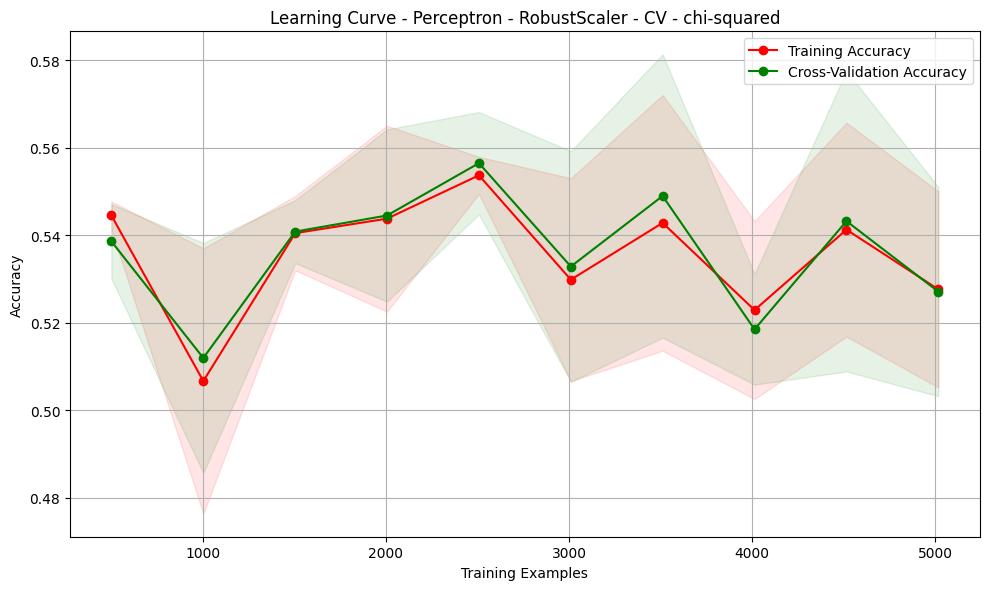 Learning Curve - Perceptron - RobustScaler - CV - chi-squared
Training Accuracy
Cross-Validation Accuracy
0.58
0.56
0.54
0.52
0.50
0.48
Accuracy
1000 2000 3000 4000 5000
Training Examples